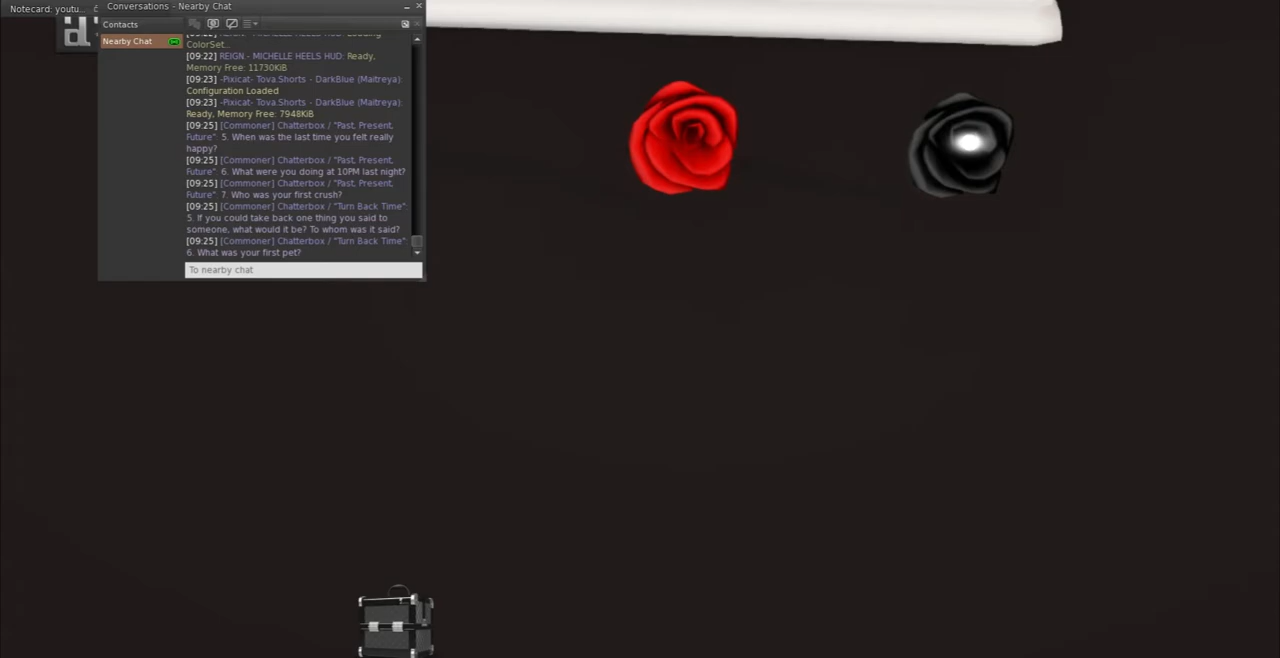 Notecard: youtu..
Conversations - Nearby Chat
Contacts
Nearby Chat
ColorSet..
[09:22] REIGN - MICHELLE HEELS HUD: Ready,
Memory Free: 11730KiB
[09:23] -Pixicat- Tova.Shorts - DarkBlue (Maitreya):
Configuration Loaded
[09:23] -Pixicat- Tova.Shorts - DarkBlue (Maitreya):
Ready, Memory Free: 7948KiB
[09:25] [Commoner] Chatterbox / "Past, Present,
Future": 5. When was the last time you felt really
happy?
[09:25] [Commoner] Chatterbox / "Past, Present,
Future": 6. What were you doing at 10PM last night?
[09:25] [Commoner] Chatterbox / "Past, Present,
Future": 7. Who was your first crush?
[09:25] [Commoner] Chatterbox / "Turn Back Time":
5. If you could take back one thing you said to
someone, what would it be? To whom was it said?
[09:25] [Commoner] Chatterbox / "Turn Back Time":
6. What was your first pet?
To nearby chat